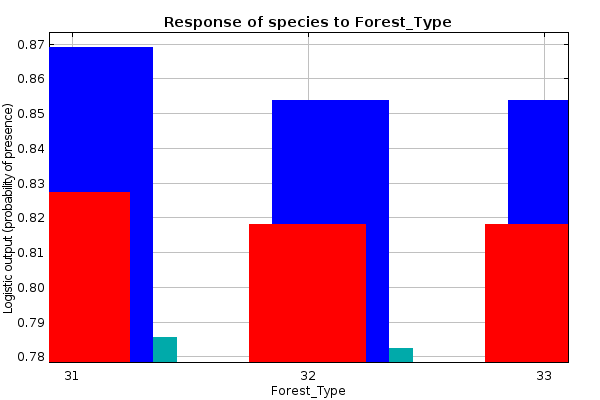 Response of species to Forest_Type
Logistic output (probability of presence)
0.87
0.86
0.85
0.84
0.83
0.82
0.81
0.80
0.79
0.78
31 32 33
Forest_Type